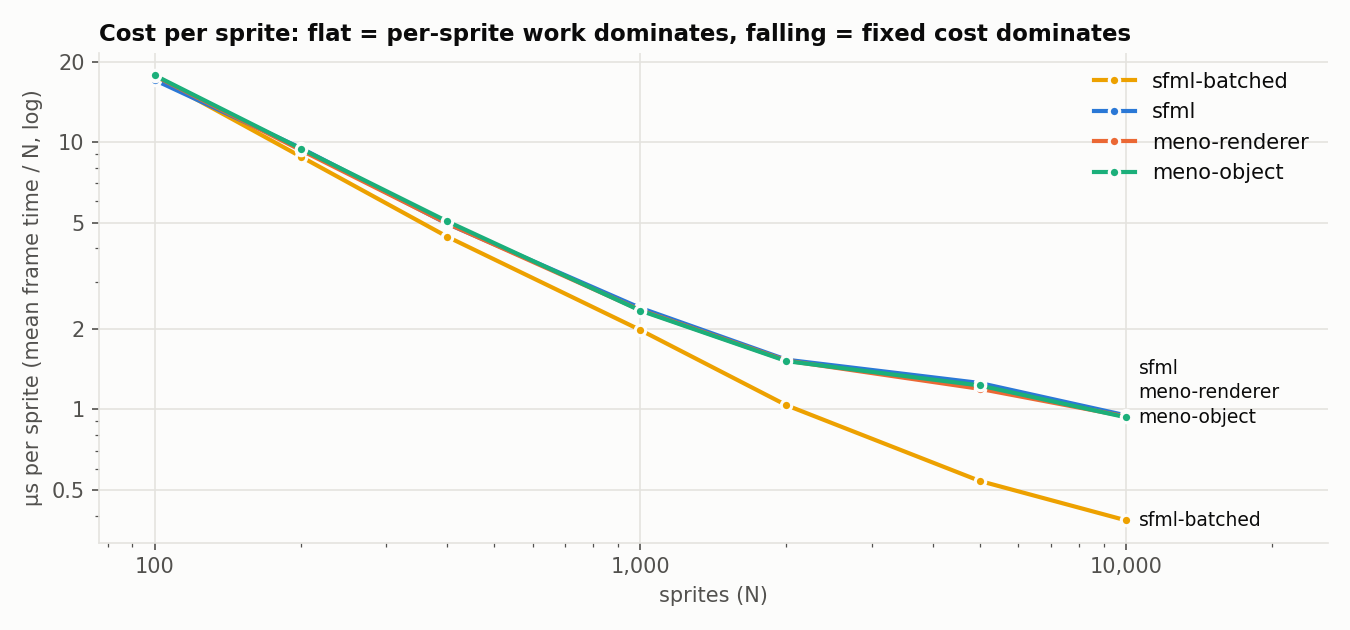 Cost per sprite: flat = per-sprite work dominates, falling = fixed cost dominates
µs per sprite (mean frame time / N, log)
20
10
5
2
1
0.5
sfml-batched
sfml
meno-renderer
meno-object
sfml
meno-renderer
meno-object
sfml-batched
100
1,000
10,000
sprites (N)